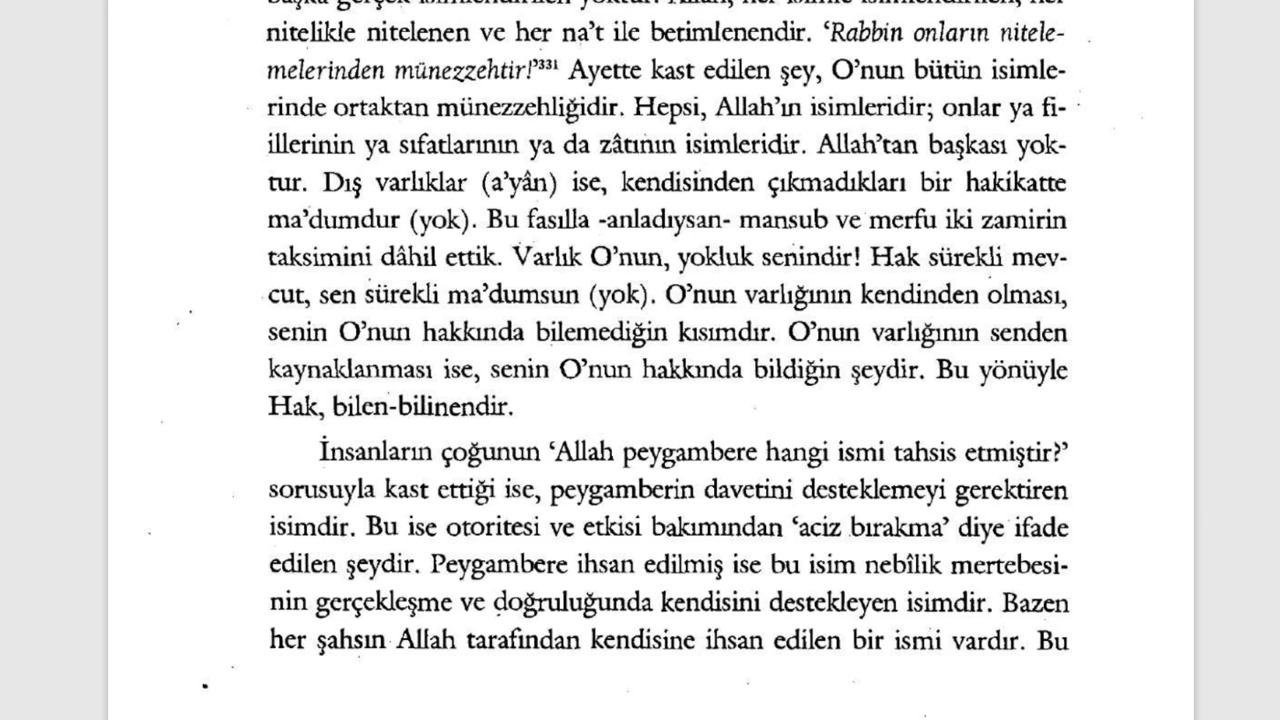 nitelikle nitelenen ve her na’t ile betimlenendir. ‘Rabbin onların nitele-
melerinden münezzehtir!’³³¹ Ayette kast edilen şey, O’nun bütün isimle-
rinde ortaktan münezzehliğidir. Hepsi, Allah’ın isimleridir; onlar ya fi-
illerinin ya sıfatlarının ya da zâtının isimleridir. Allah’tan başkası yok-
tur. Dış varlıklar (a’yân) ise, kendisinden çıkmadıkları bir hakikatte
ma’dumdur (yok). Bu fasılla -anladıysan- mansub ve merfu iki zamirin
taksimini dâhil ettik. Varlık O’nun, yokluk senindir! Hak sürekli mev-
cut, sen sürekli ma’dumsun (yok). O’nun varlığının kendinden olması,
senin O’nun hakkında bilemediğin kısımdır. O’nun varlığının senden
kaynaklanması ise, senin O’nun hakkında bildiğin şeydir. Bu yönüyle
Hak, bilen-bilinendir.
İnsanların çoğunun ‘Allah peygambere hangi ismi tahsis etmiştir?’
sorusuyla kast ettiği ise, peygamberin davetini desteklemeyi gerektiren
isimdir. Bu ise otoritesi ve etkisi bakımından ‘aciz bırakma’ diye ifade
edilen şeydir. Peygambere ihsan edilmiş ise bu isim nebîlik mertebesi-
nin gerçekleşme ve doğruluğunda kendisini destekleyen isimdir. Bazen
her şahsın Allah tarafından kendisine ihsan edilen bir ismi vardır. Bu